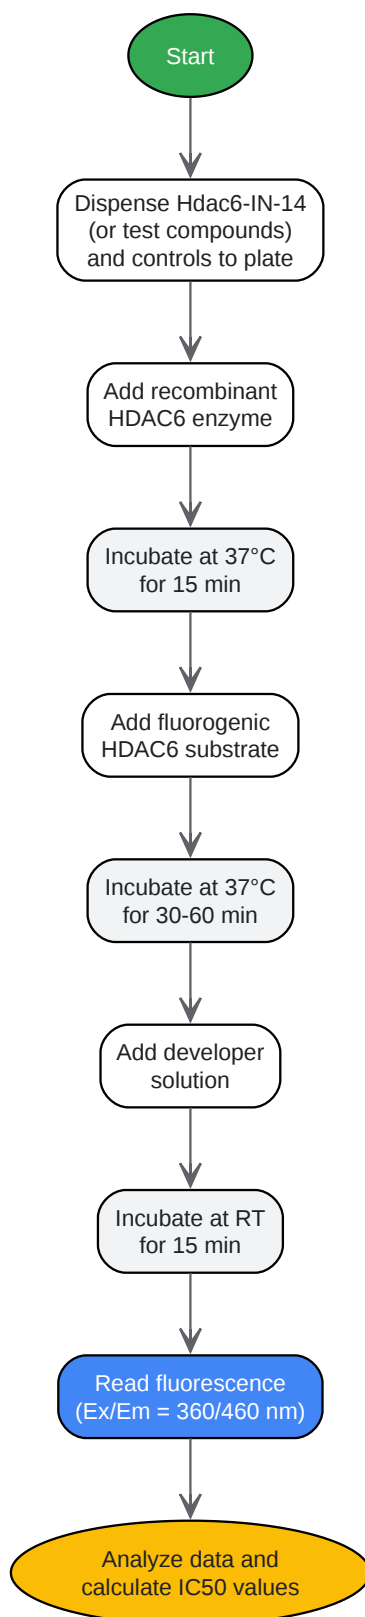 Start
Dispense Hdac6-IN-14
(or test compounds)
and controls to plate
Add recombinant
HDAC6 enzyme
Incubate at 37°C
for 15 min
Add fluorogenic
HDAC6 substrate
Incubate at 37°C
for 30-60 min
Add developer
solution
Incubate at RT
for 15 min
Read fluorescence
(Ex/Em = 360/460 nm)
Analyze data and
calculate IC50 values